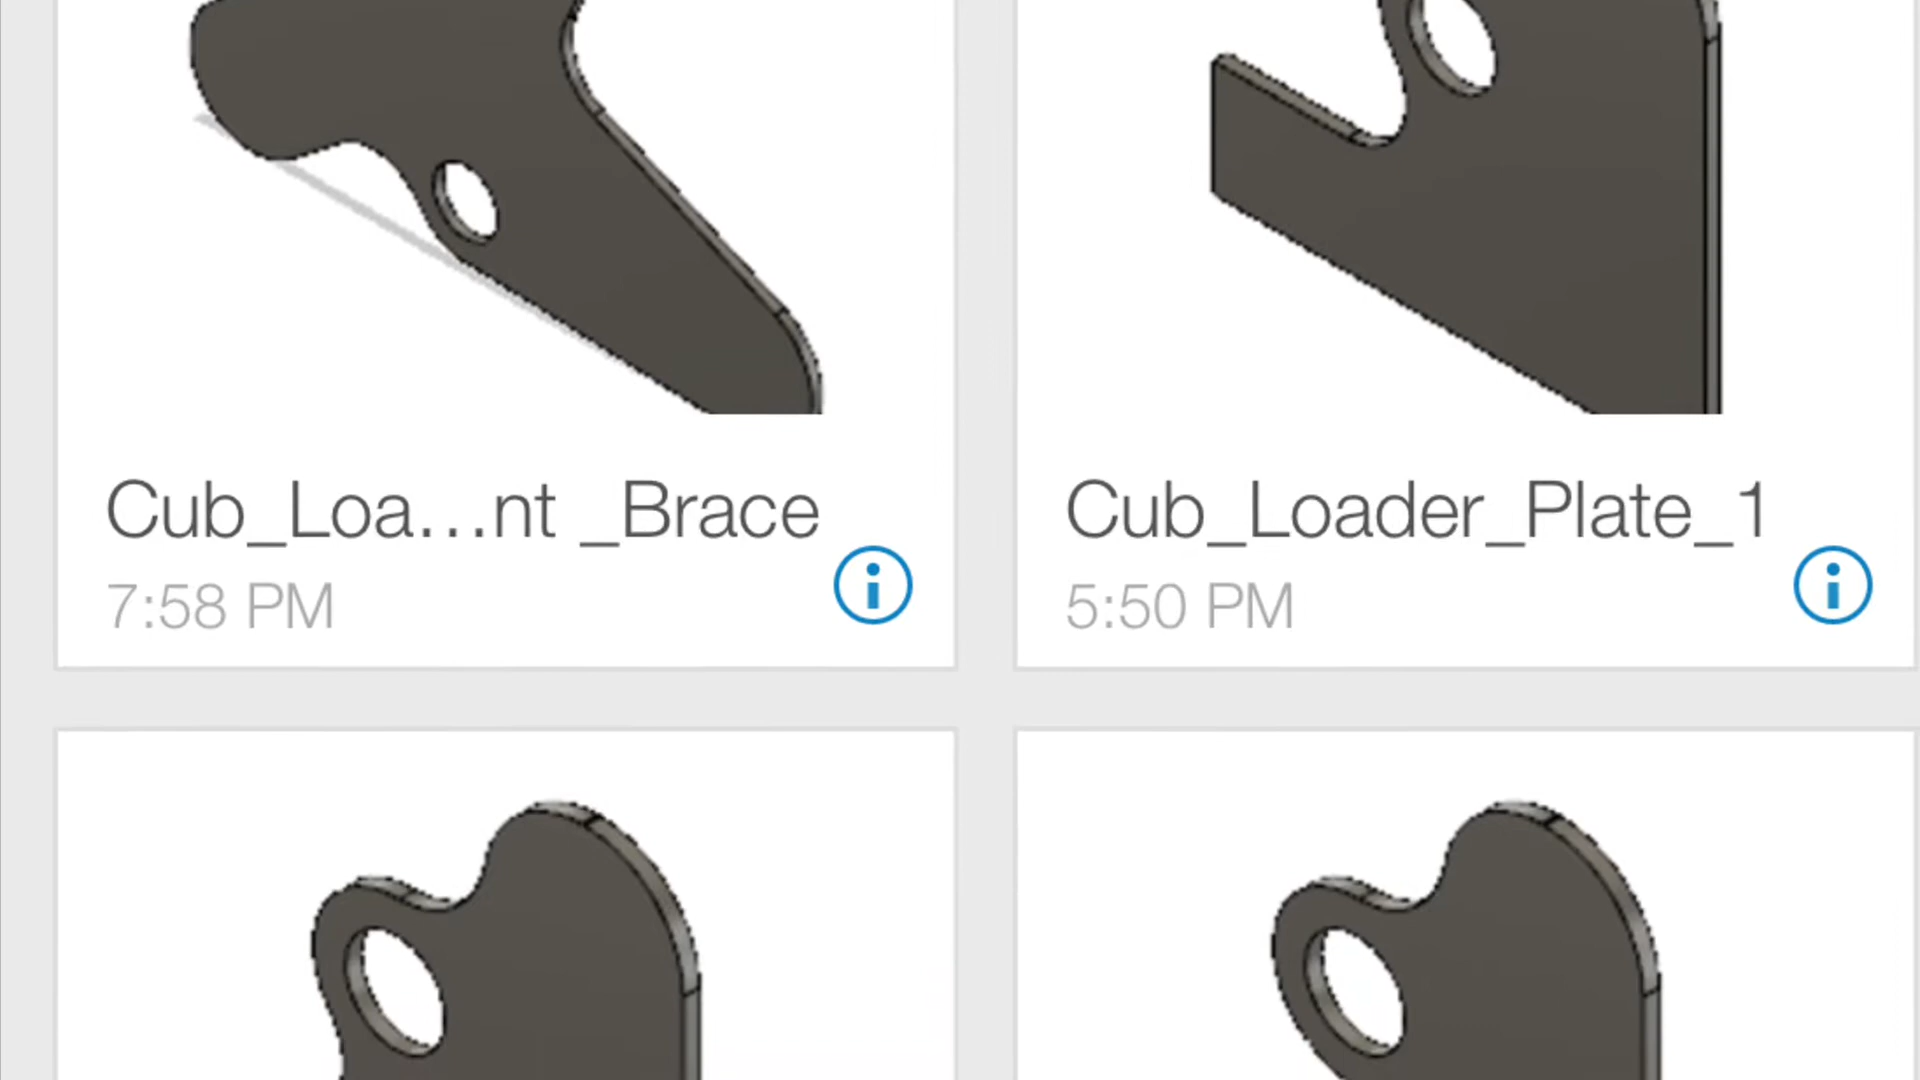 Cub_Loa...nt _Brace
7:58 PM
Cub_Loader_Plate_1
5:50 PM